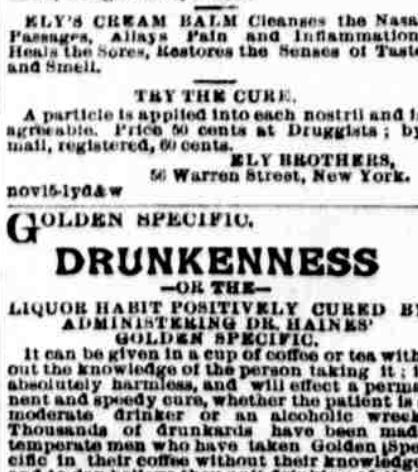 ELY'S CREAM BALM Cleanses the Nasa
Passages, Allays Pain and Inflammation
Heals the Sores, Restores the Senses of Taste
and Smell.
TRY THE CURE.
A particle is applied into each nostril and i
agreeable. Price 50 cents at Druggists; by
mail, registered, 60 cents.
ELY BROTHERS,
56 Warren Street, New York.
nov15-1yd&w
GOLDEN SPECIFIC.
DRUNKENNESS
—OR THE—
LIQUOR HABIT POSITIVELY CURED BY
ADMINISTERING DR. HAINES'
GOLDEN SPECIFIC.
It can be given in a cup of coffee or tea with
out the knowledge of the person taking it; i
absolutely harmless, and will effect a perma
nent and speedy cure, whether the patient is
moderate drinker or an alcoholic wreck
Thousands of drunkards have been mad
temperate men who have taken Golden Spe
cific in their coffee without their knowledg